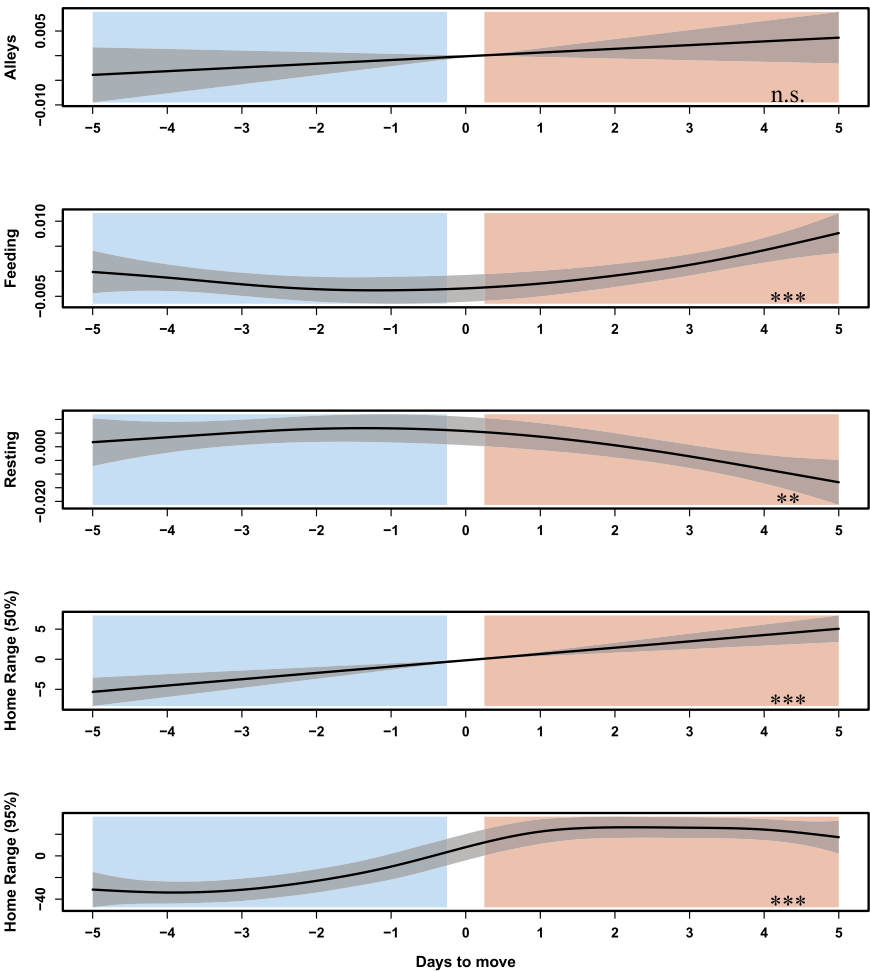 Alleys
0.005
−0.010
n.s.
−5 −4 −3 −2 −1 0 1 2 3 4 5
Feeding
0.010
−0.005
***
−5 −4 −3 −2 −1 0 1 2 3 4 5
Resting
0.000
−0.020
**
−5 −4 −3 −2 −1 0 1 2 3 4 5
Home Range (50%)
5
0
−5
***
−5 −4 −3 −2 −1 0 1 2 3 4 5
Home Range (95%)
0
−40
***
−5 −4 −3 −2 −1 0 1 2 3 4 5
Days to move